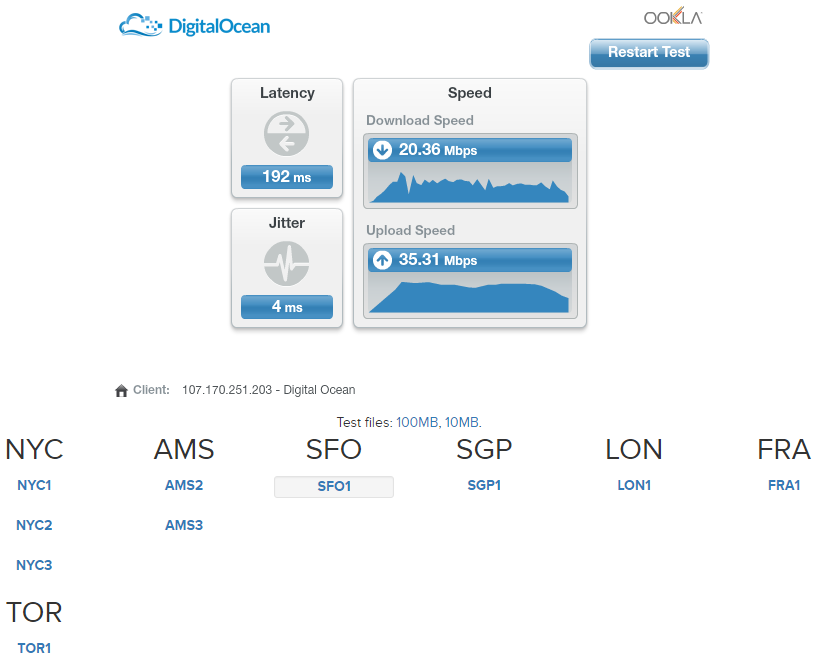 DigitalOcean
OOKLA
Restart Test
Latency
192 ms
Jitter
4 ms
Speed
Download Speed
20.36 Mbps
Upload Speed
35.31 Mbps
Client: 107.170.251.203 - Digital Ocean
Test files: 100MB, 10MB.
NYC AMS SFO SGP LON FRA
NYC1 AMS2 SFO1 SGP1 LON1 FRA1
NYC2 AMS3
NYC3
TOR
TOR1